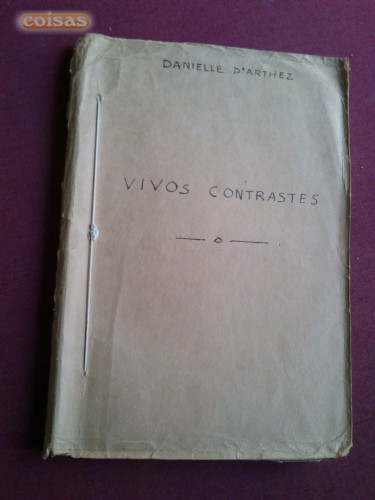 coisas
DANIELLE D'ARTHEZ
VIVOS CONTRASTES